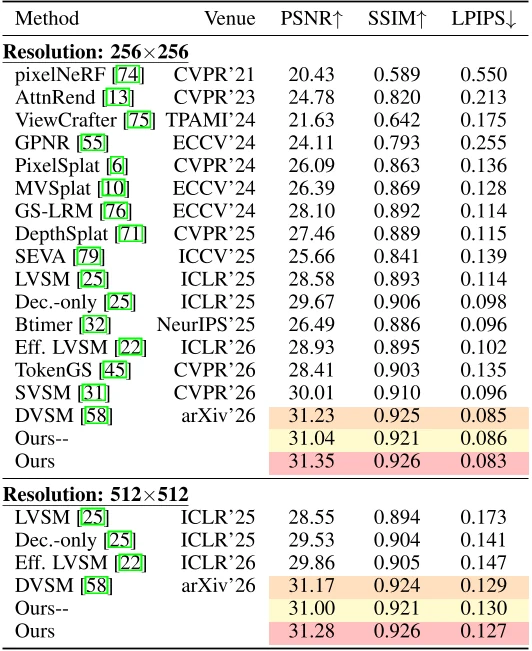 Method Venue PSNR↑ SSIM↑ LPIPS↓
Resolution: 256×256
pixelNeRF [74] CVPR'21 20.43 0.589 0.550
AttnRend [13] CVPR'23 24.78 0.820 0.213
ViewCrafter [75] TPAMI'24 21.63 0.642 0.175
GPNR [55] ECCV'24 24.11 0.793 0.255
PixelSplat [6] CVPR'24 26.09 0.863 0.136
MVSplat [10] ECCV'24 26.39 0.869 0.128
GS-LRM [76] ECCV'24 28.10 0.892 0.114
DepthSplat [71] CVPR'25 27.46 0.889 0.115
SEVA [79] ICCV'25 25.66 0.841 0.139
LVSM [25] ICLR'25 28.58 0.893 0.114
Dec.-only [25] ICLR'25 29.67 0.906 0.098
Btimer [32] NeurIPS'25 26.49 0.886 0.096
Eff. LVSM [22] ICLR'26 28.93 0.895 0.102
TokenGS [45] CVPR'26 28.41 0.903 0.135
SVSM [31] CVPR'26 30.01 0.910 0.096
DVSM [58] arXiv'26 31.23 0.925 0.085
Ours-- 31.04 0.921 0.086
Ours 31.35 0.926 0.083
Resolution: 512×512
LVSM [25] ICLR'25 28.55 0.894 0.173
Dec.-only [25] ICLR'25 29.53 0.904 0.141
Eff. LVSM [22] ICLR'26 29.86 0.905 0.147
DVSM [58] arXiv'26 31.17 0.924 0.129
Ours-- 31.00 0.921 0.130
Ours 31.28 0.926 0.127